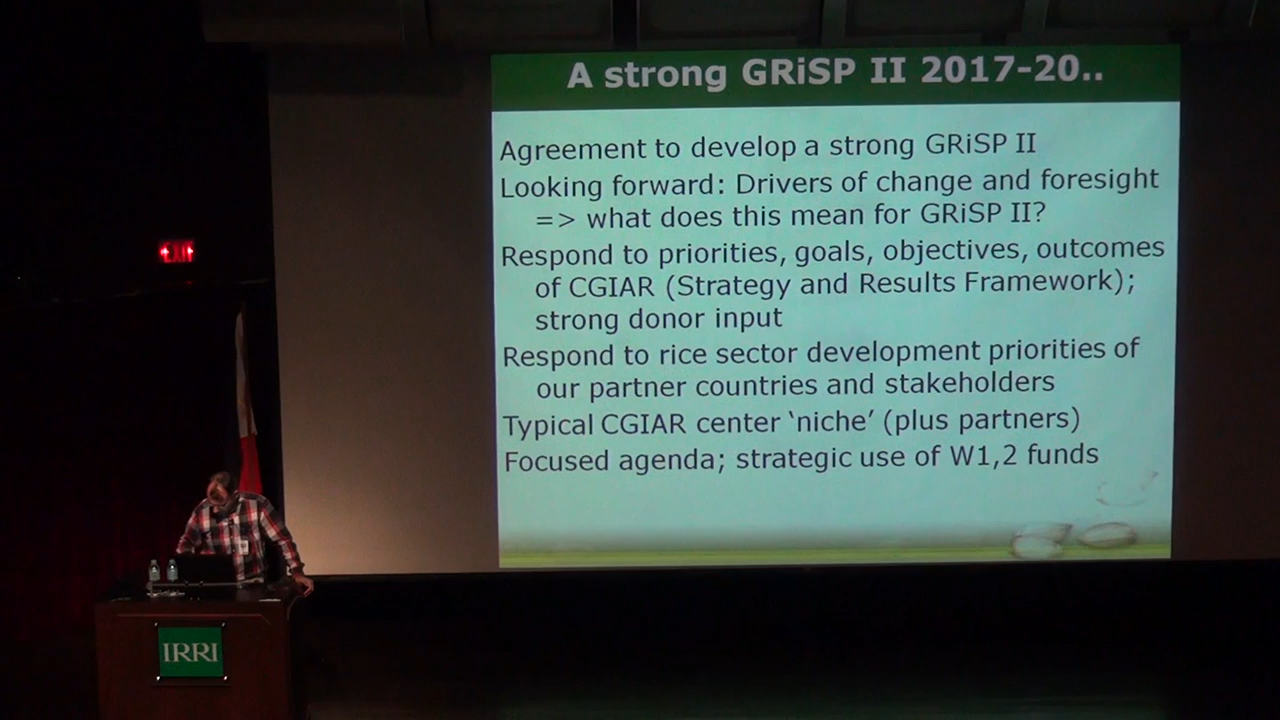 A strong GRiSP II 2017-20..
Agreement to develop a strong GRiSP II
Looking forward: Drivers of change and foresight
=> what does this mean for GRiSP II?
Respond to priorities, goals, objectives, outcomes
of CGIAR (Strategy and Results Framework);
strong donor input
Respond to rice sector development priorities of
our partner countries and stakeholders
Typical CGIAR center ‘niche’ (plus partners)
Focused agenda; strategic use of W1,2 funds
EXIT
IRRI